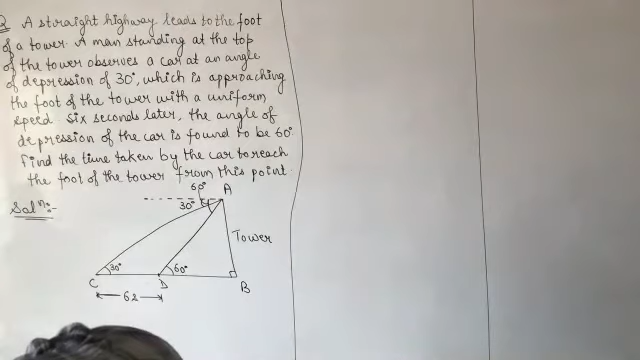 Q A straight highway leads to the foot
of a tower. A man standing at the top
of the tower observes a car at an angle
of depression of 30°, which is approaching
the foot of the tower with a uniform
speed. Six seconds later, the angle of
depression of the car is found to be 60°
Find the time taken by the car to reach
the foot of the tower from this point.
Sol<sup>n</sup>:-
60°
A
30°
Tower
30°
60°
C
D
B
6s